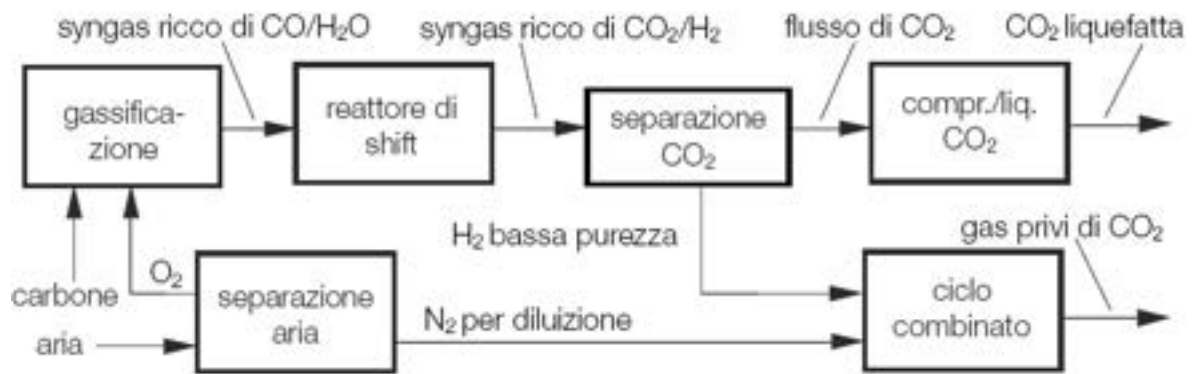 syngas ricco di CO/H₂O
syngas ricco di CO₂/H₂
flusso di CO₂
CO₂ liquefatta
gassifica-
zione
reattore di
shift
separazione
CO₂
compr./liq.
CO₂
H₂ bassa purezza
gas privi di CO₂
O₂
carbone
aria
separazione
aria
N₂ per diluizione
ciclo
combinato